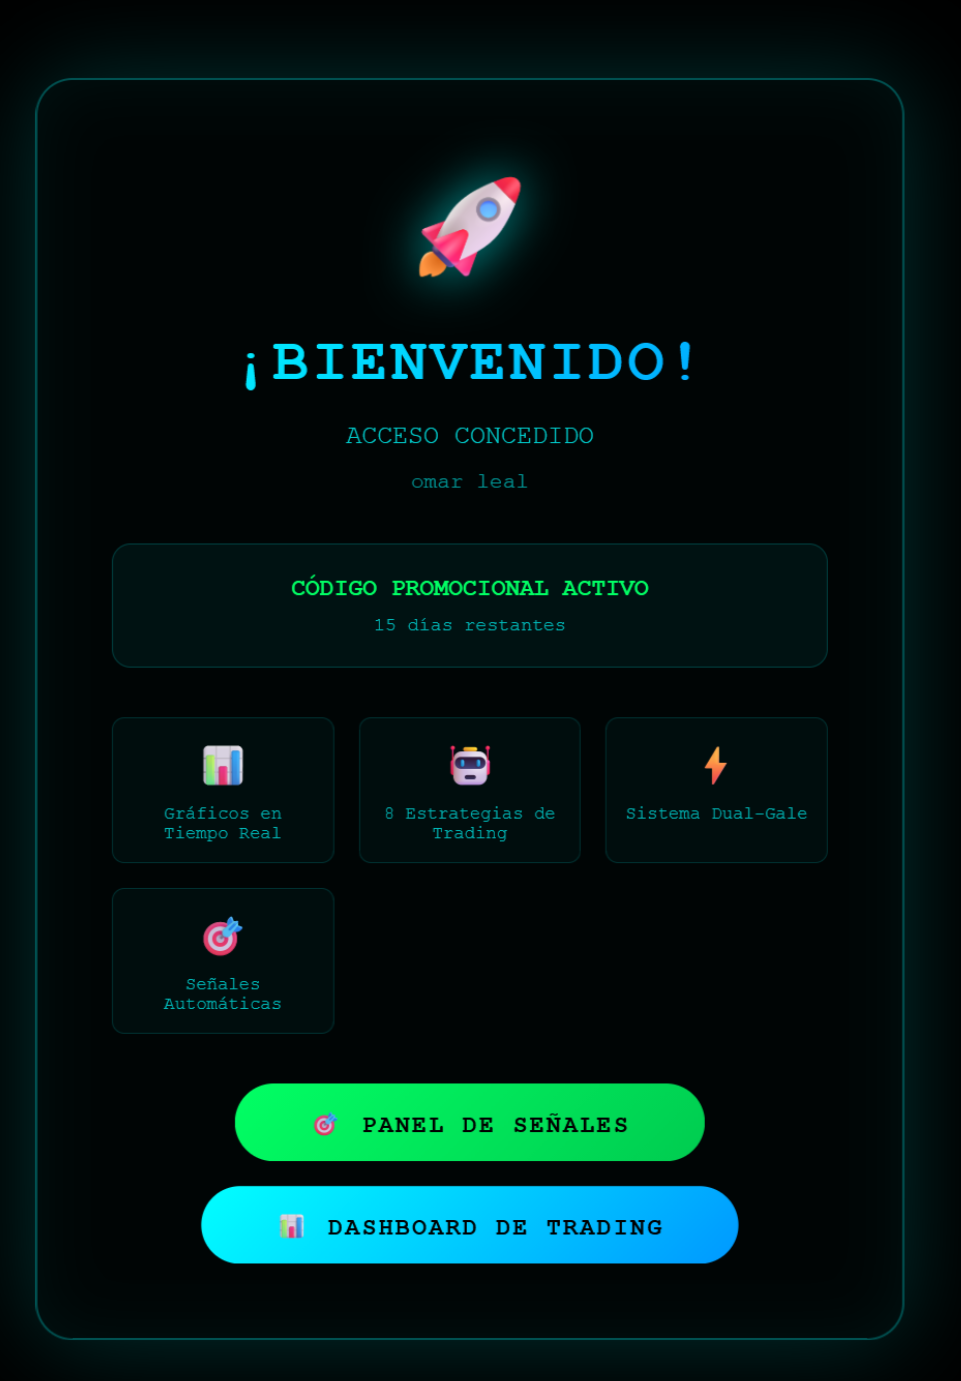 ¡BIENVENIDO!
ACCESO CONCEDIDO
omar leal
CÓDIGO PROMOCIONAL ACTIVO
15 días restantes
Gráficos en
Tiempo Real
8 Estrategias de
Trading
Sistema Dual-Gale
Señales
Automáticas
PANEL DE SEÑALES
DASHBOARD DE TRADING